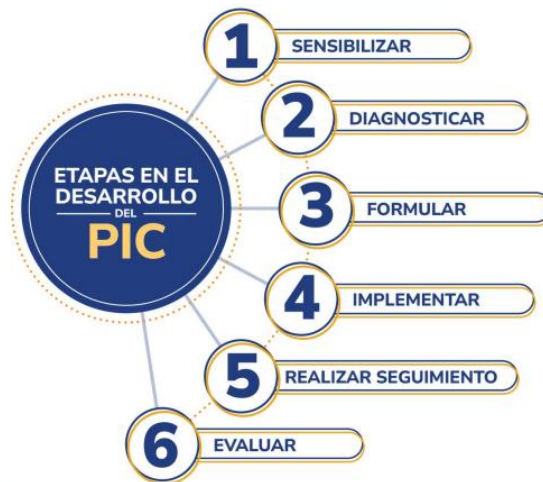 ETAPAS EN EL
DESARROLLO
DEL
PIC
1 SENSIBILIZAR
2 DIAGNOSTICAR
3 FORMULAR
4 IMPLEMENTAR
5 REALIZAR SEGUIMIENTO
6 EVALUAR